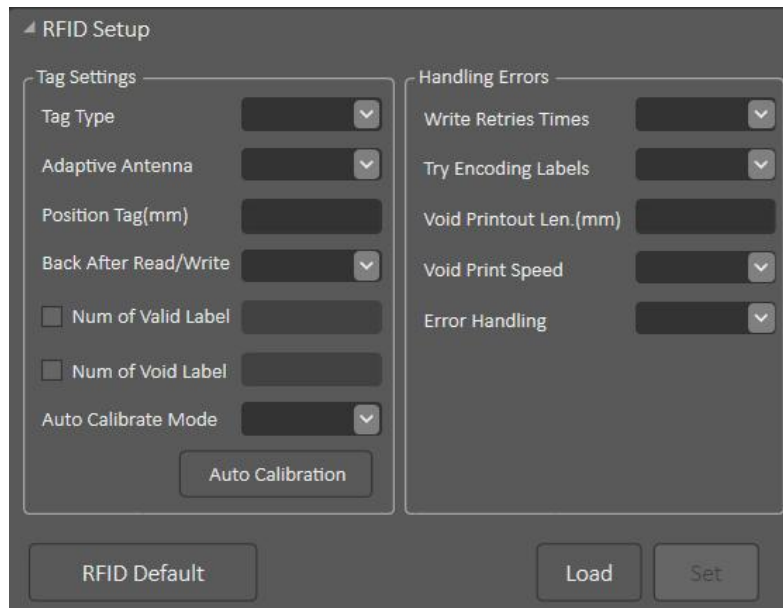 RFID Setup
Tag Settings
Tag Type
Adaptive Antenna
Position Tag(mm)
Back After Read/Write
Num of Valid Label
Num of Void Label
Auto Calibrate Mode
Auto Calibration
Handling Errors
Write Retries Times
Try Encoding Labels
Void Printout Len.(mm)
Void Print Speed
Error Handling
RFID Default
Load
Set